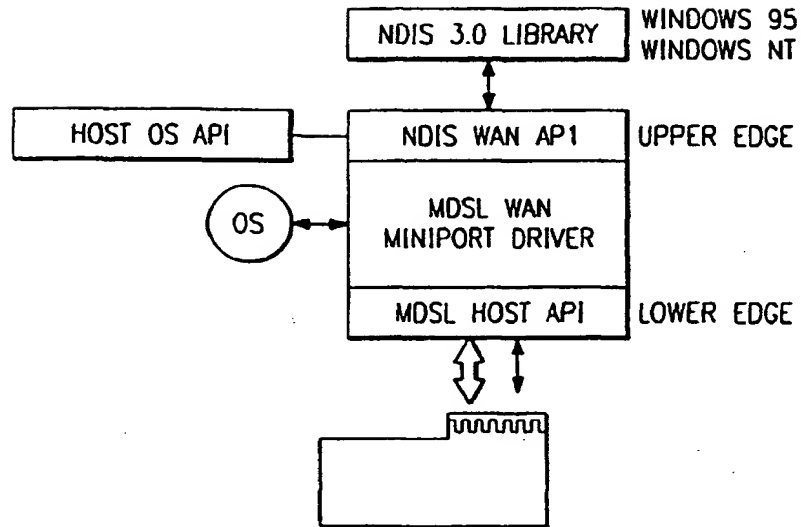 NDIS 3.0 LIBRARY
WINDOWS 95
WINDOWS NT
HOST OS API
NDIS WAN AP1
UPPER EDGE
OS
MDSL WAN
MINIPORT DRIVER
MDSL HOST API
LOWER EDGE